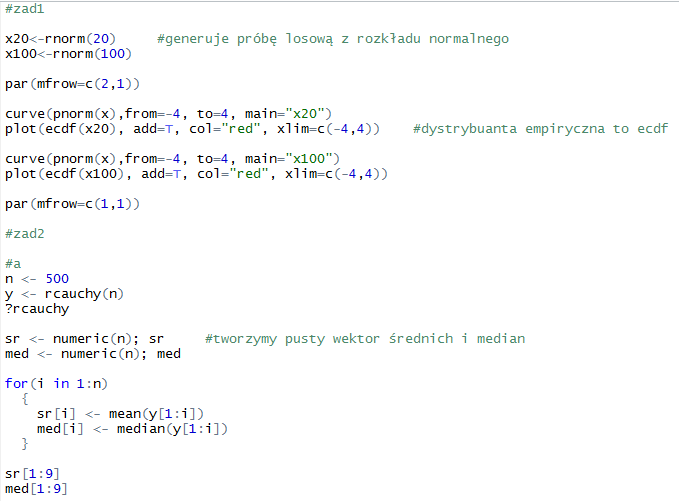 #zad1
x20<-rnorm(20)     #generuje próbę losową z rozkładu normalnego
x100<-rnorm(100)
par(mfrow=c(2,1))
curve(pnorm(x),from=-4, to=4, main="x20")
plot(ecdf(x20), add=T, col="red", xlim=c(-4,4))    #dystrybuanta empiryczna to ecdf
curve(pnorm(x),from=-4, to=4, main="x100")
plot(ecdf(x100), add=T, col="red", xlim=c(-4,4))
par(mfrow=c(1,1))
#zad2
#a
n <- 500
y <- rcauchy(n)
?rcauchy
sr <- numeric(n); sr     #tworzymy pusty wektor średnich i median
med <- numeric(n); med
for(i in 1:n)
  {
    sr[i] <- mean(y[1:i])
    med[i] <- median(y[1:i])
  }
sr[1:9]
med[1:9]